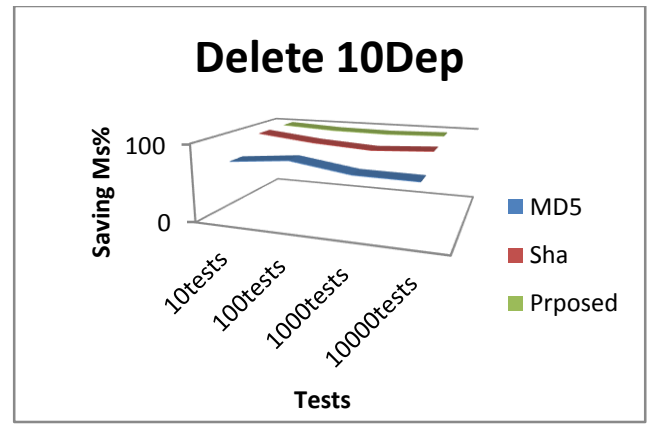 Delete 10Dep
Saving Ms%
100
0
10tests
100tests
1000tests
10000tests
Tests
MD5
Sha
Prposed